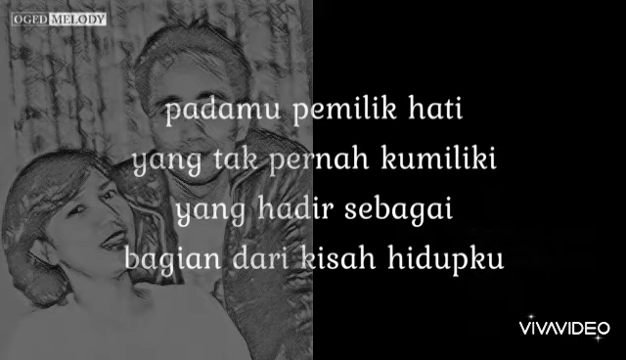 OGED MELODY
padamu pemilik hati
yang tak pernah kumiliki
yang hadir sebagai
bagian dari kisah hidupku
VIVAVIDEO